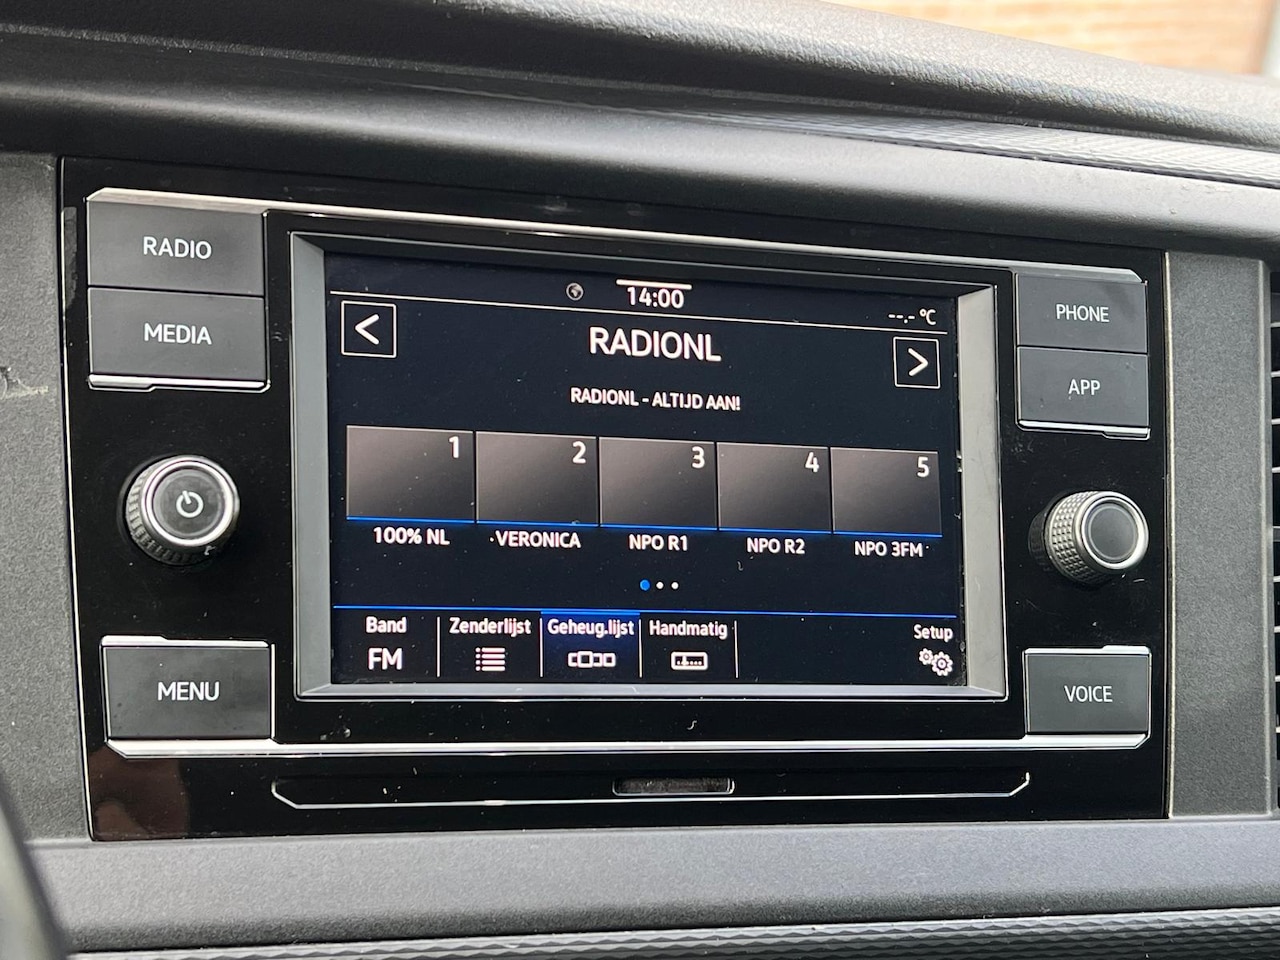 RADIO
MEDIA
MENU
14:00
--.- °C
<
RADIONL
>
RADIONL - ALTIJD AAN!
1 2 3 4 5
100% NL VERONICA NPO R1 NPO R2 NPO 3FM
Band Zenderlijst Geheug.lijst Handmatig Setup
FM
PHONE
APP
VOICE